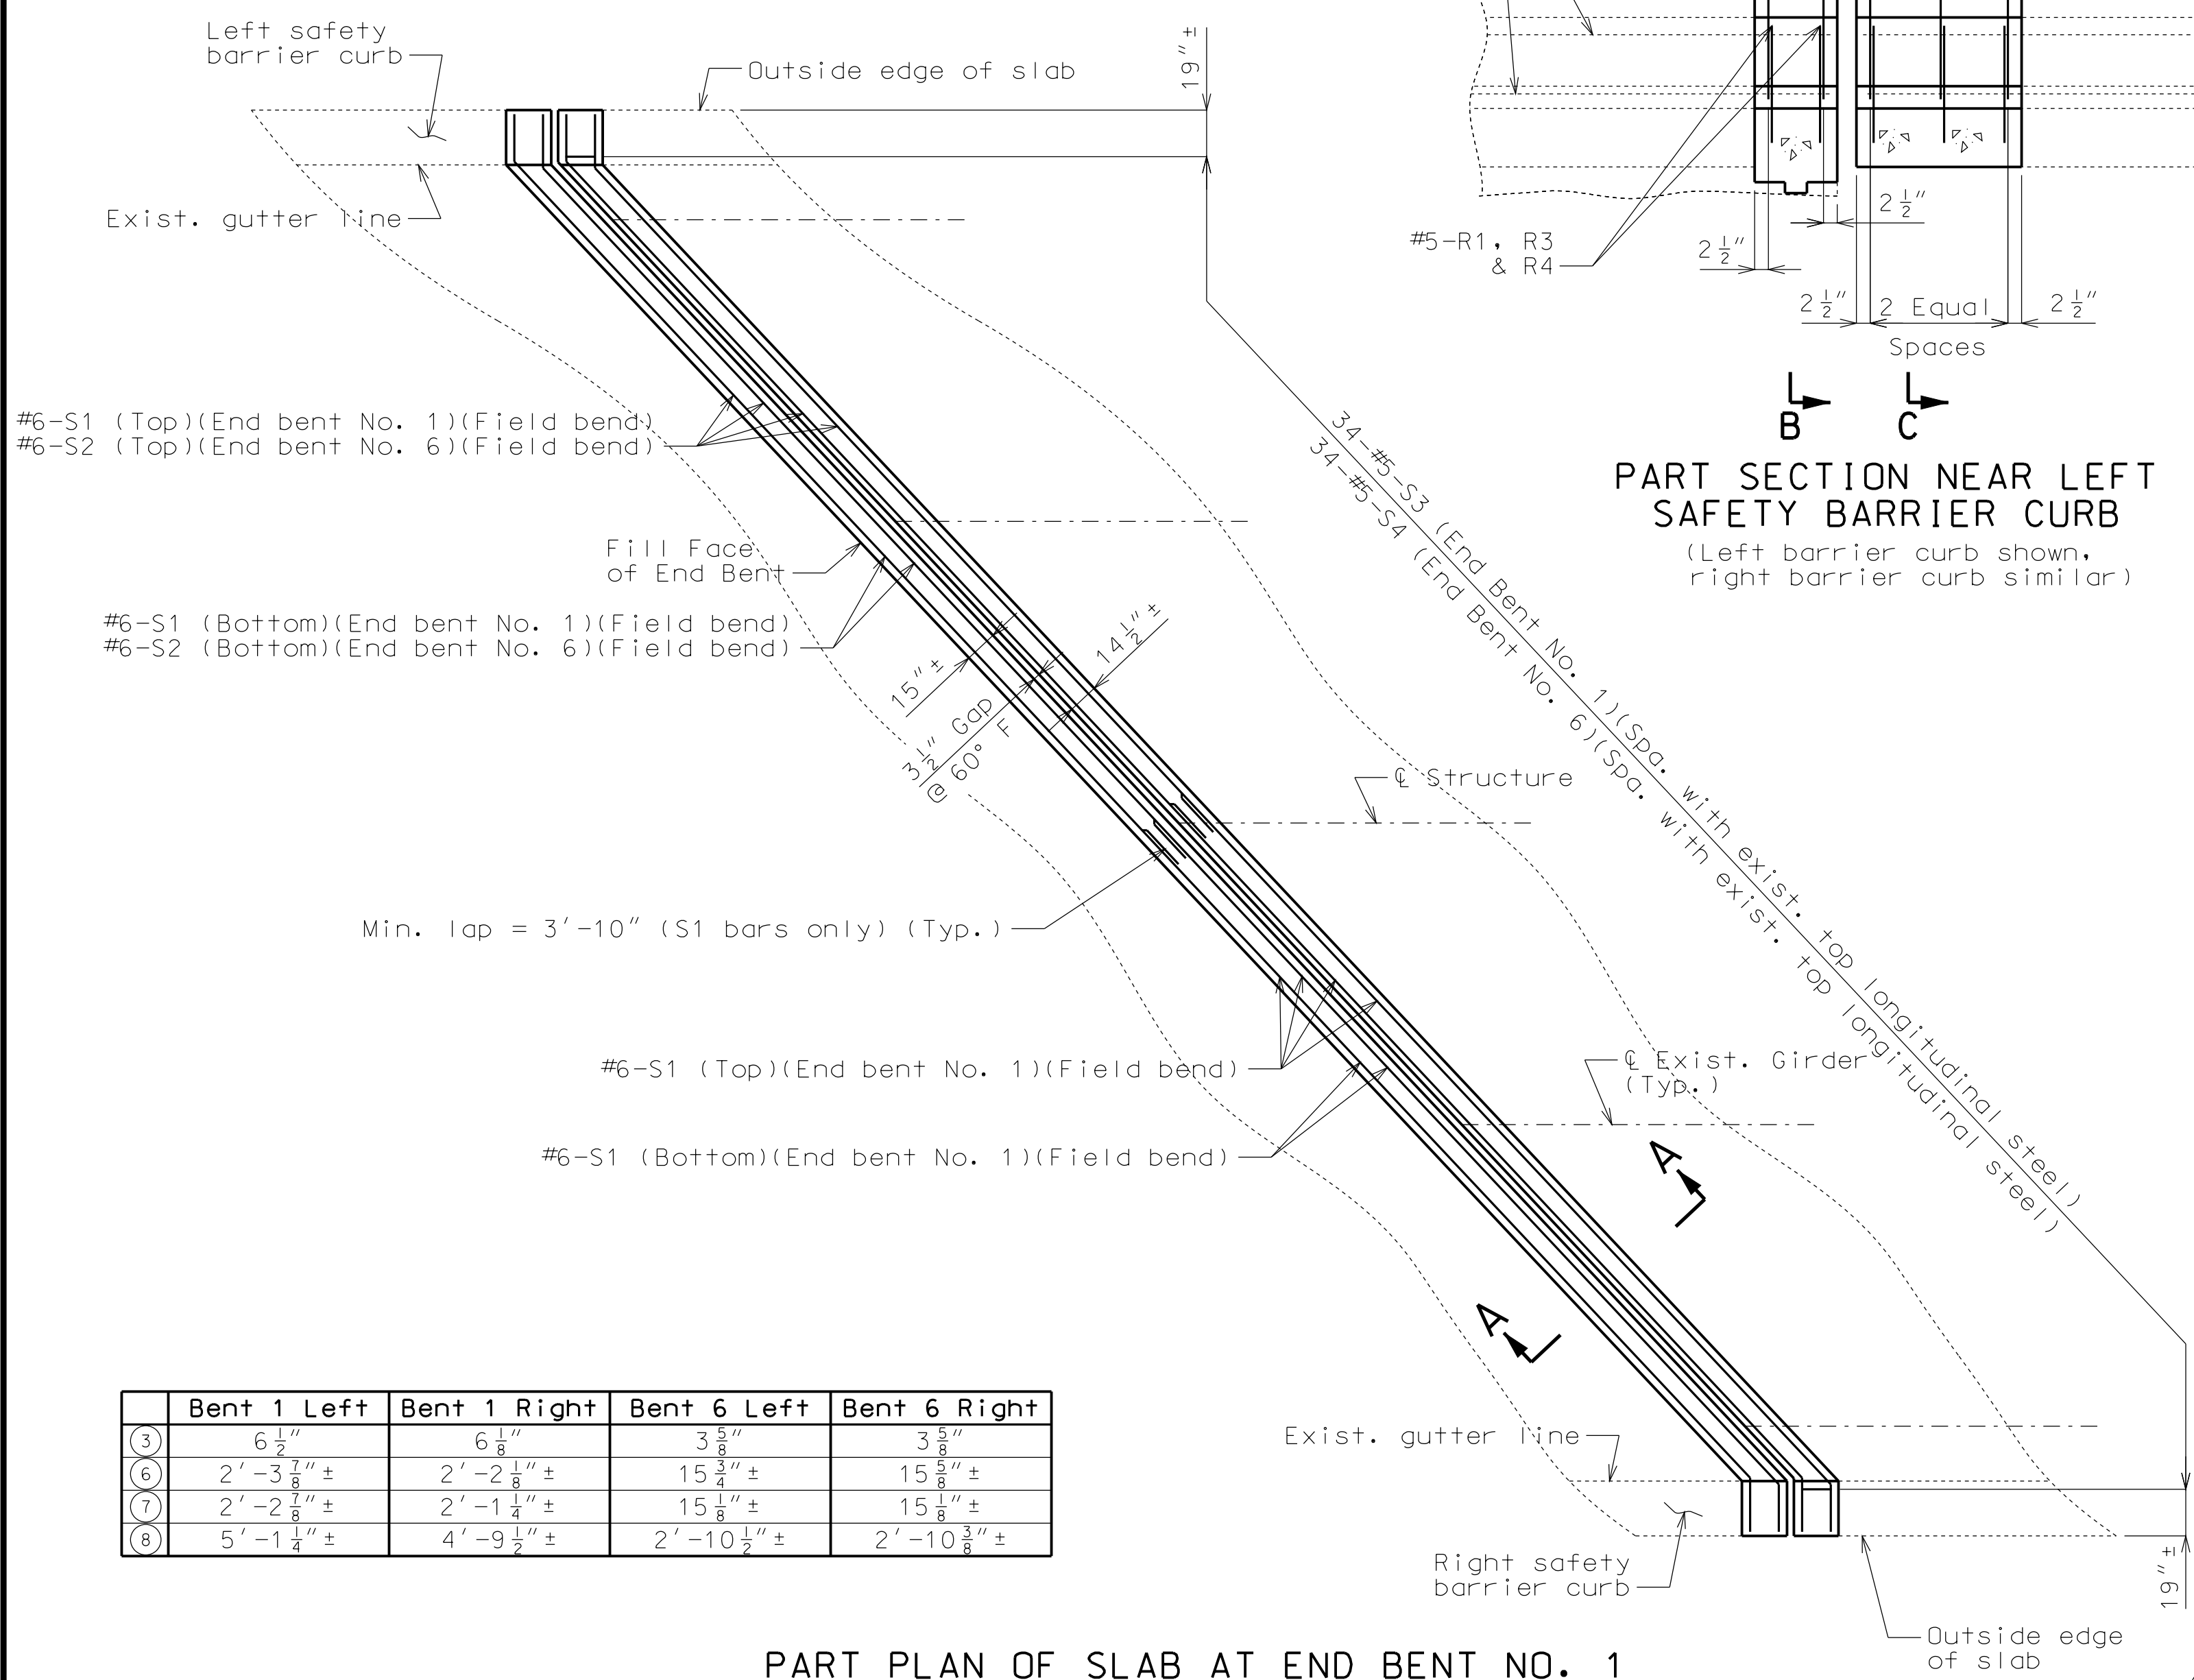 Left safety
barrier curb
Outside edge of slab
19"±
Exist. gutter line
#5-R1, R3
& R4
2 1/2"
2 1/2"
2 1/2"
2 Equal
2 1/2"
Spaces
B
C
PART SECTION NEAR LEFT
SAFETY BARRIER CURB
(Left barrier curb shown,
right barrier curb similar)
#6-S1 (Top)(End bent No. 1)(Field bend)
#6-S2 (Top)(End bent No. 6)(Field bend)
34-#5-S3 (End Bent No. 1)(Spa. with exist. top longitudinal steel)
34-#5-S4 (End Bent No. 6)(Spa. with exist. top longitudinal steel)
Fill Face
of End Bent
#6-S1 (Bottom)(End bent No. 1)(Field bend)
#6-S2 (Bottom)(End bent No. 6)(Field bend)
15"±
14 1/2"±
3 1/2" Gap
@ 60° F
℄ Structure
Min. lap = 3'-10" (S1 bars only) (Typ.)
#6-S1 (Top)(End bent No. 1)(Field bend)
℄ Exist. Girder
(Typ.)
#6-S1 (Bottom)(End bent No. 1)(Field bend)
A
A
Bent 1 Left Bent 1 Right Bent 6 Left Bent 6 Right
3 6 1/2" 6 1/8" 3 5/8" 3 5/8"
6 2'-3 7/8"± 2'-2 1/8"± 15 3/4"± 15 5/8"±
7 2'-2 7/8"± 2'-1 1/4"± 15 1/8"± 15 1/8"±
8 5'-1 1/4"± 4'-9 1/2"± 2'-10 1/2"± 2'-10 3/8"±
Exist. gutter line
Right safety
barrier curb
19"±
Outside edge
of slab
PART PLAN OF SLAB AT END BENT NO. 1